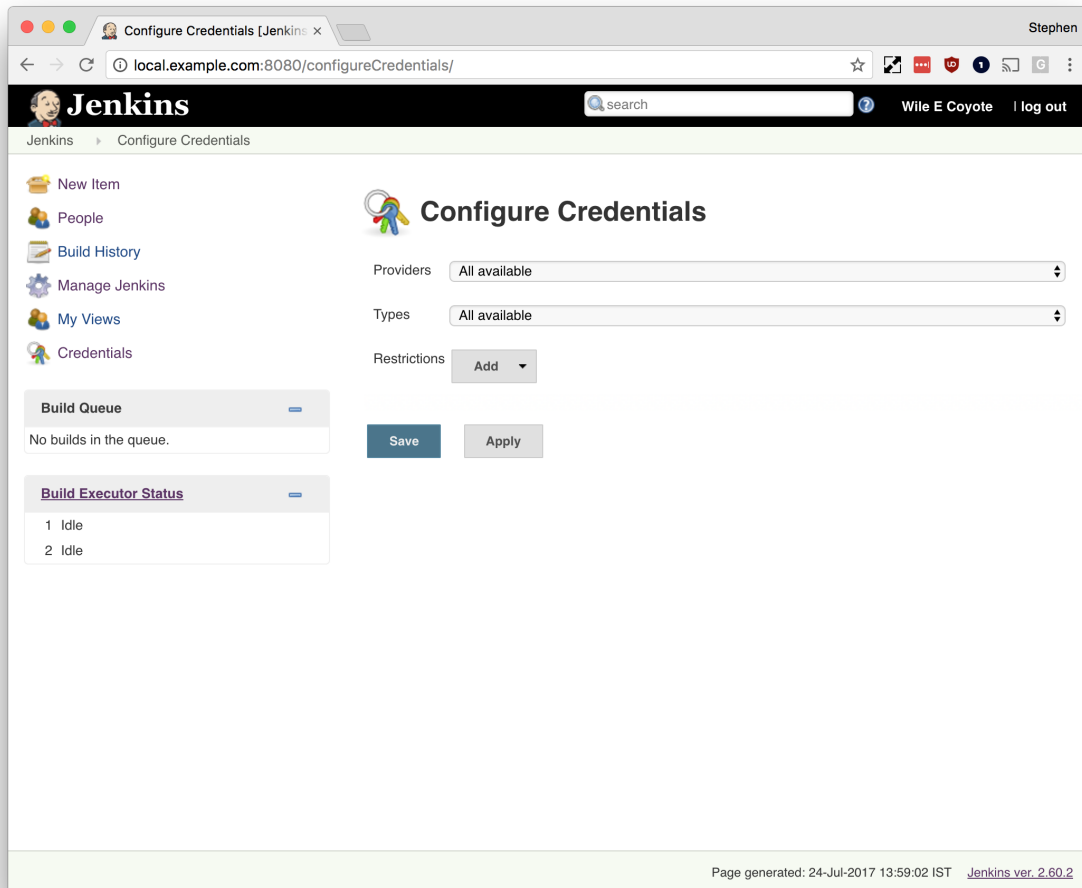 Configure Credentials [Jenkins
Stephen
local.example.com:8080/configureCredentials/
Jenkins
search
Wile E Coyote
| log out
Jenkins
Configure Credentials
New Item
People
Build History
Manage Jenkins
My Views
Credentials
Build Queue
No builds in the queue.
Build Executor Status
1 Idle
2 Idle
Configure Credentials
Providers All available
Types All available
Restrictions Add
Save Apply
Page generated: 24-Jul-2017 13:59:02 IST Jenkins ver. 2.60.2